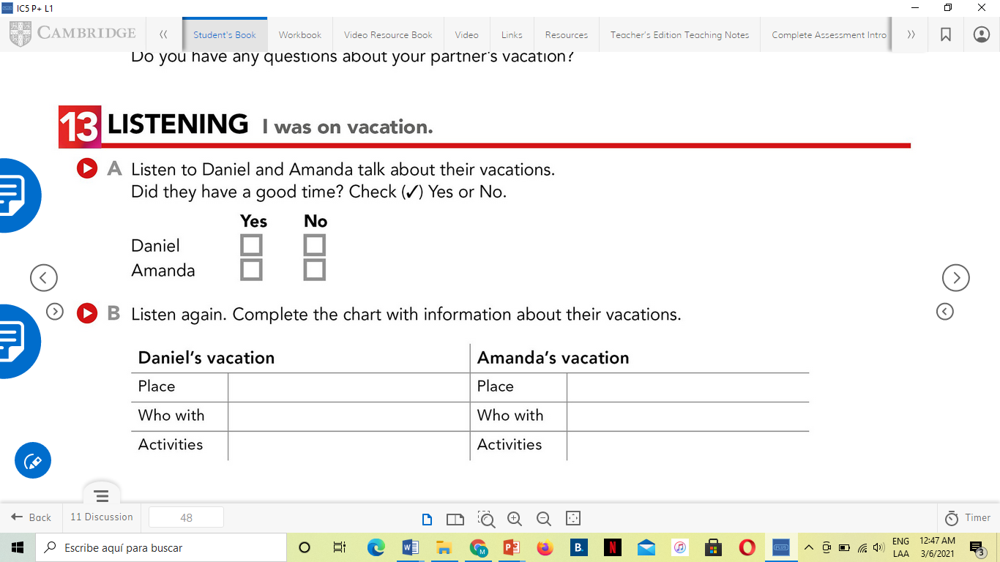 IC5 P+ L1
CAMBRIDGE
Student's Book
Workbook
Video Resource Book
Video
Links
Resources
Teacher's Edition Teaching Notes
Complete Assessment Intro
Do you have any questions about your partner's vacation?
13 LISTENING I was on vacation.
A Listen to Daniel and Amanda talk about their vacations.
Did they have a good time? Check (✓) Yes or No.
Yes No
Daniel
Amanda
B Listen again. Complete the chart with information about their vacations.
Daniel's vacation Amanda's vacation
Place Place
Who with Who with
Activities Activities
Back
11 Discussion
48
Timer
Escribe aquí para buscar
B.
N
PLUS
ENG
LAA
12:47 AM
3/6/2021
3